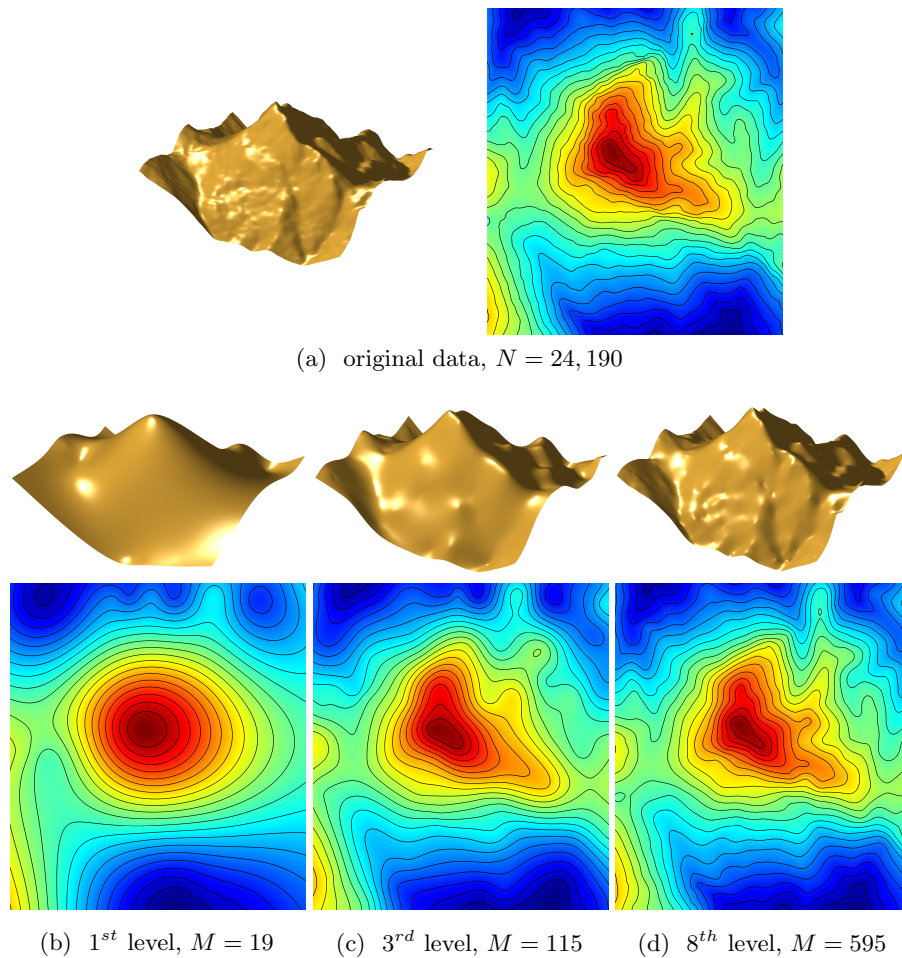 (a) original data, N = 24, 190
(b) 1st level, M = 19
(c) 3rd level, M = 115
(d) 8th level, M = 595